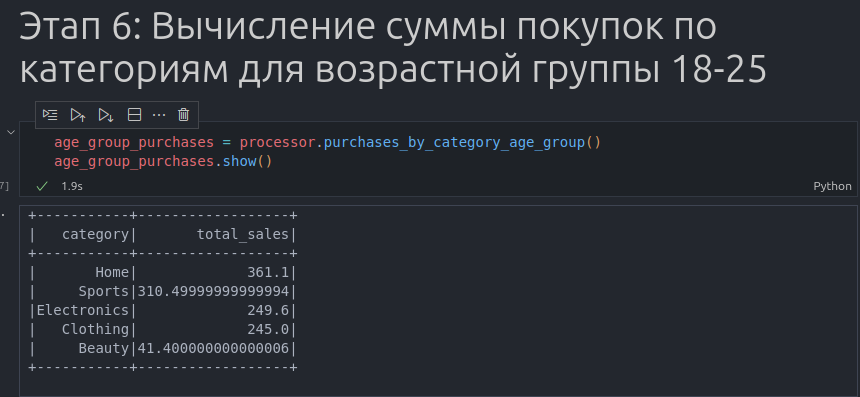 Этап 6: Вычисление суммы покупок по
категориям для возрастной группы 18-25
age_group_purchases = processor.purchases_by_category_age_group()
age_group_purchases.show()
7]
1.9s
Python
+-----------+------------------+
|   category|       total_sales|
+-----------+------------------+
|       Home|             361.1|
|     Sports|310.49999999999994|
|Electronics|             249.6|
|   Clothing|             245.0|
|     Beauty|41.400000000000006|
+-----------+------------------+